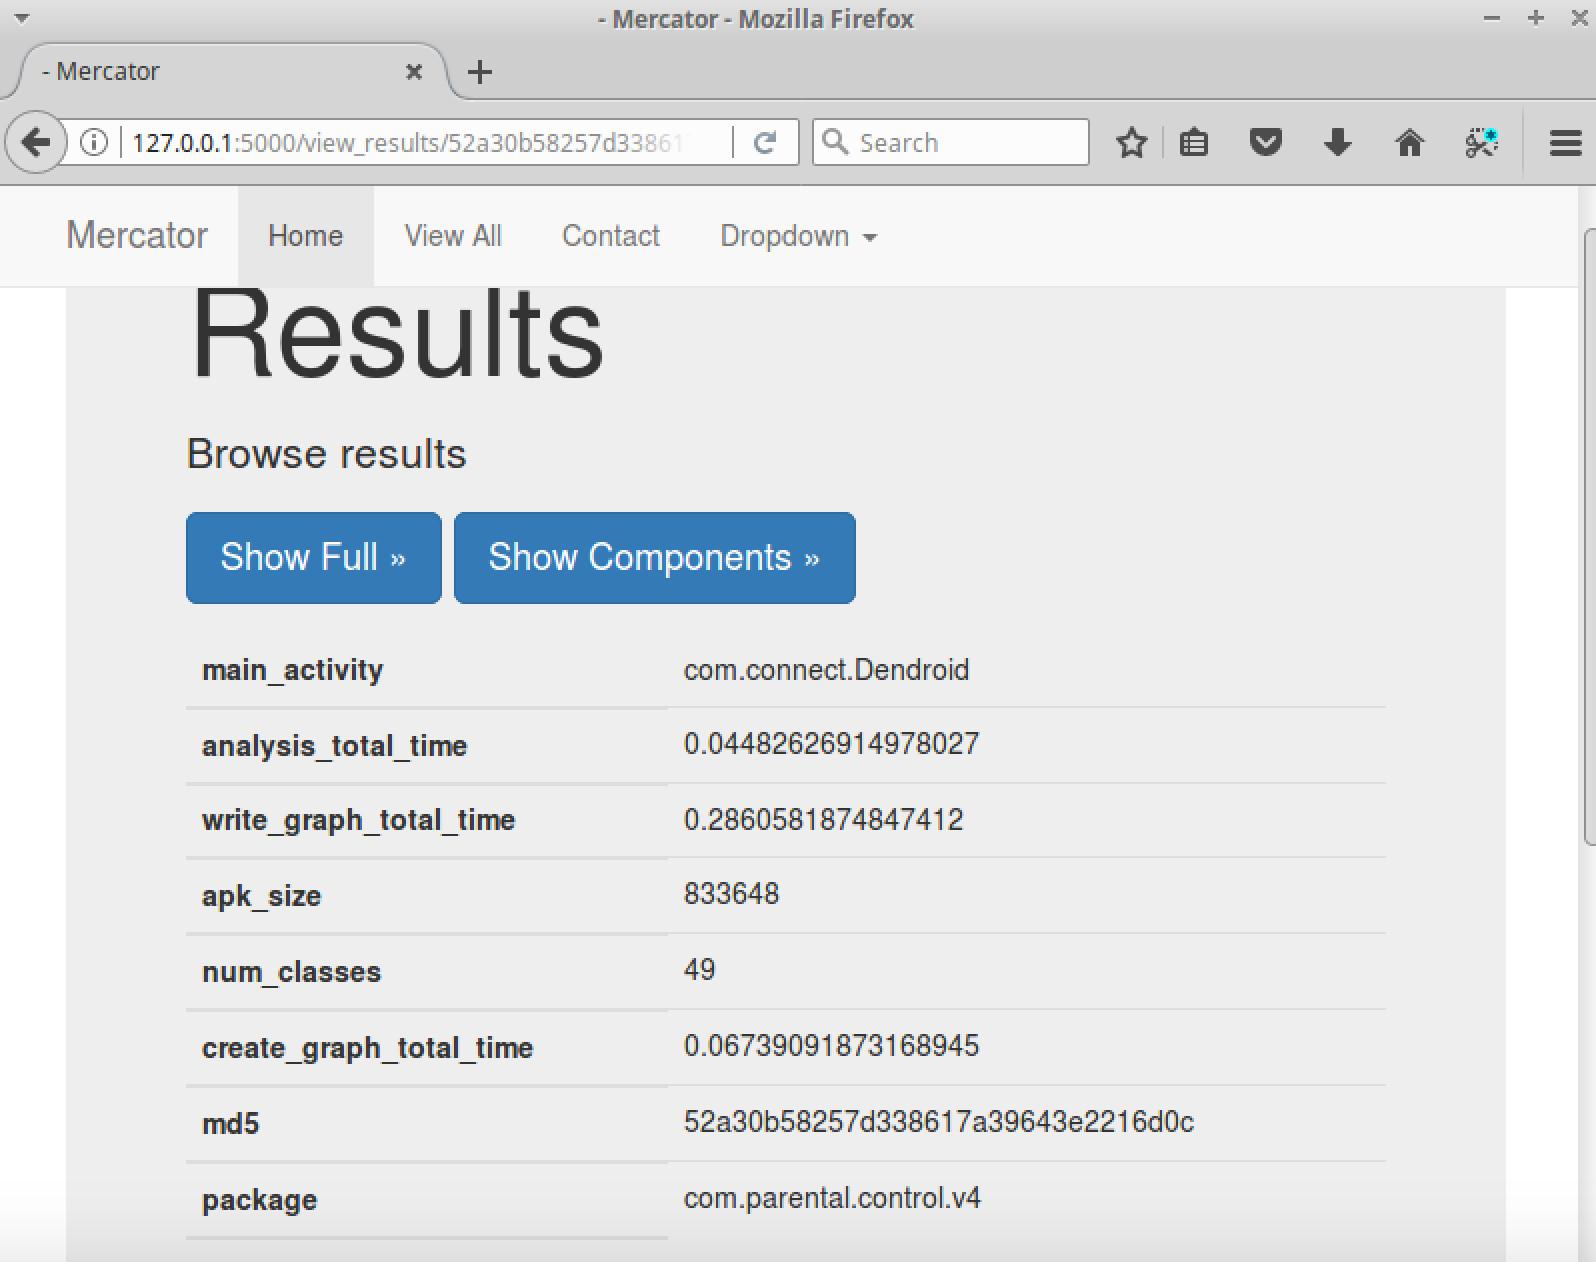 - Mercator - Mozilla Firefox
- Mercator
127.0.0.1:5000/view_results/52a30b58257d338617
Search
Mercator Home View All Contact Dropdown
Results
Browse results
Show Full » Show Components »
main_activity com.connect.Dendroid
analysis_total_time 0.04482626914978027
write_graph_total_time 0.2860581874847412
apk_size 833648
num_classes 49
create_graph_total_time 0.06739091873168945
md5 52a30b58257d338617a39643e2216d0c
package com.parental.control.v4